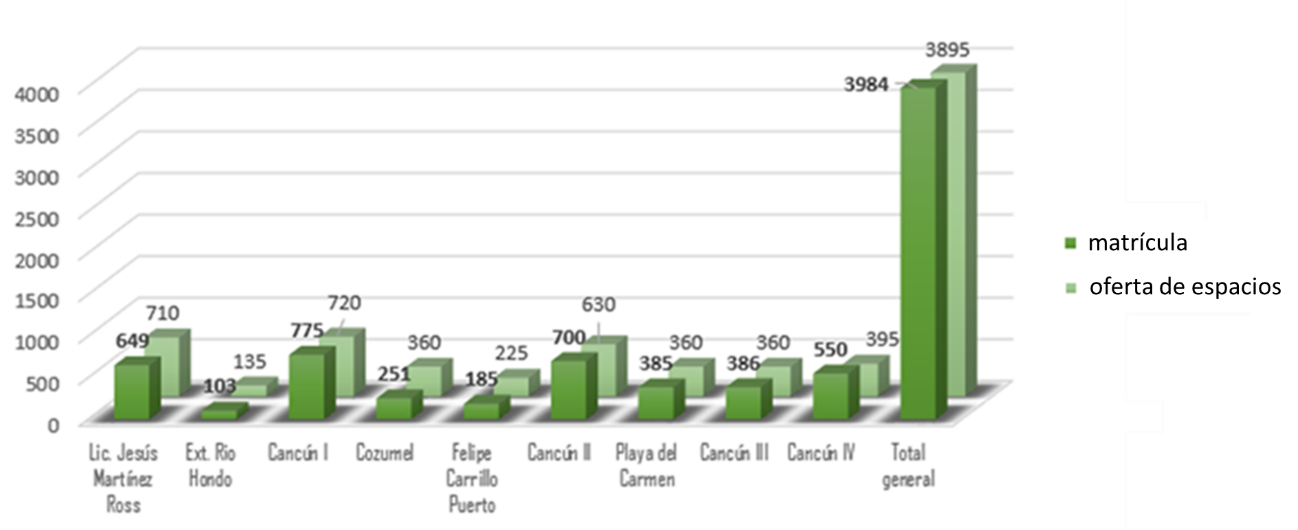 3895
4000
3984
3500
3000
2500
2000
1500
1000
500
0
710
649
135
103
720
775
360
251
225
185
630
700
360
385
360
386
395
550
matrícula
oferta de espacios
Lic. Jesús
Martínez
Ross
Ext. Rio
Hondo
Cancún I
Cozumel
Felipe
Carrillo
Puerto
Cancún II
Playa del
Carmen
Cancún III
Cancún IV
Total
general